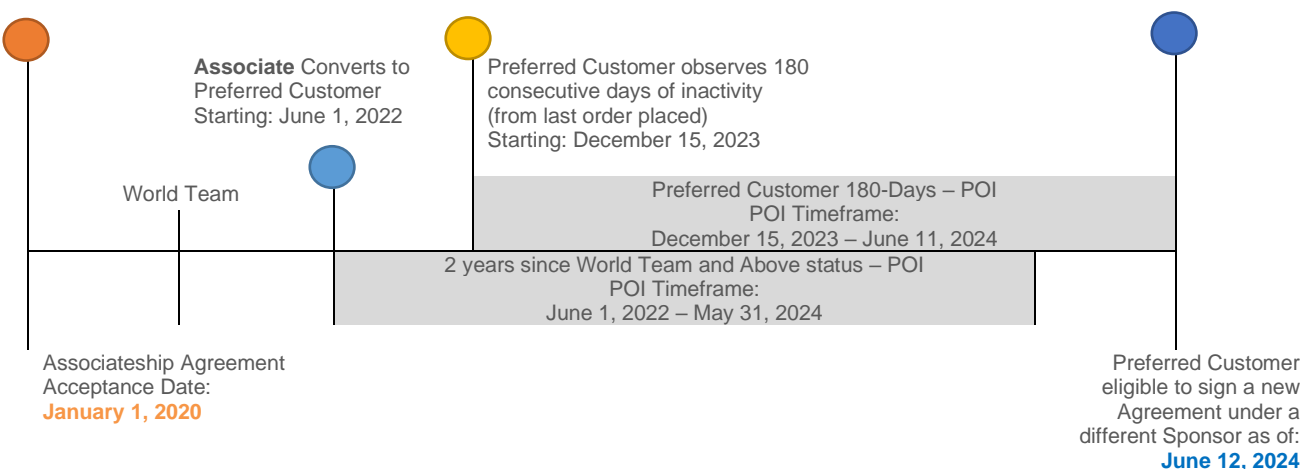 Associate Converts to
Preferred Customer
Starting: June 1, 2022
Preferred Customer observes 180
consecutive days of inactivity
(from last order placed)
Starting: December 15, 2023
World Team
Preferred Customer 180-Days – POI
POI Timeframe:
December 15, 2023 – June 11, 2024
2 years since World Team and Above status – POI
POI Timeframe:
June 1, 2022 – May 31, 2024
Associateship Agreement
Acceptance Date:
January 1, 2020
Preferred Customer
eligible to sign a new
Agreement under a
different Sponsor as of:
June 12, 2024